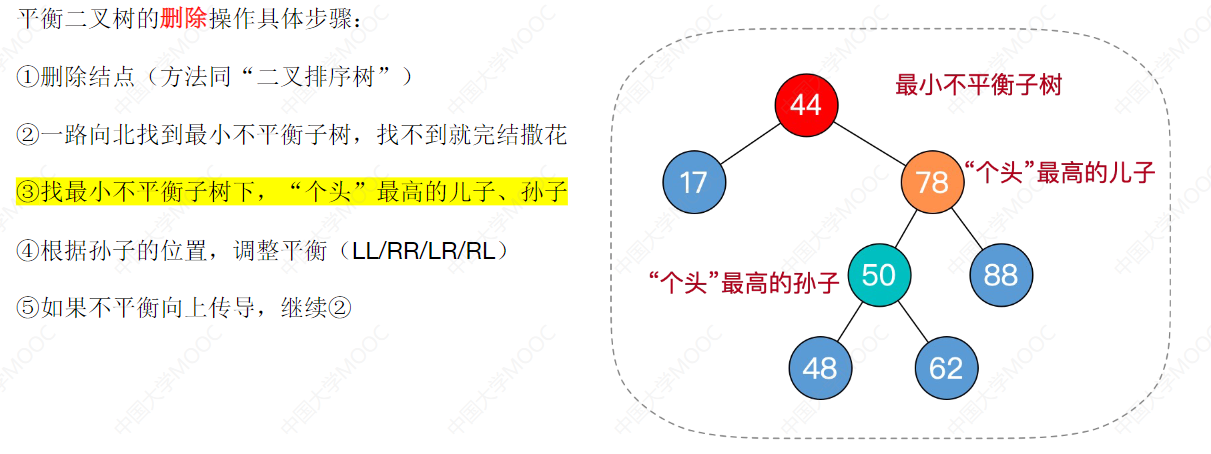 平衡二叉树的删除操作具体步骤：
①删除结点（方法同“二叉排序树”）
②一路向北找到最小不平衡子树，找不到就完结撒花
③找最小不平衡子树下，“个头”最高的儿子、孙子
④根据孙子的位置，调整平衡（LL/RR/LR/RL）
⑤如果不平衡向上传导，继续②
44
最小不平衡子树
17
78
“个头”最高的儿子
“个头”最高的孙子
50
88
48
62
中国大学MOOC